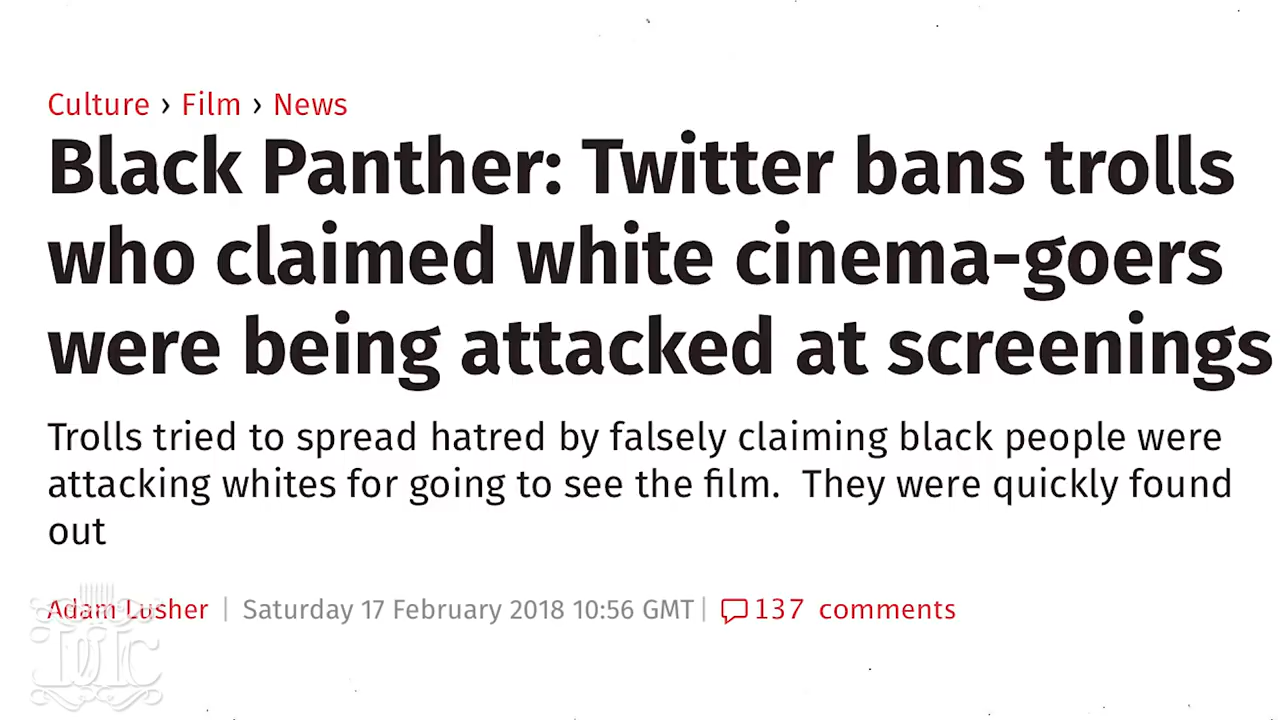 Culture › Film › News
Black Panther: Twitter bans trolls
who claimed white cinema-goers
were being attacked at screenings
Trolls tried to spread hatred by falsely claiming black people were
attacking whites for going to see the film. They were quickly found
out
Adam Lusher | Saturday 17 February 2018 10:56 GMT | 137 comments